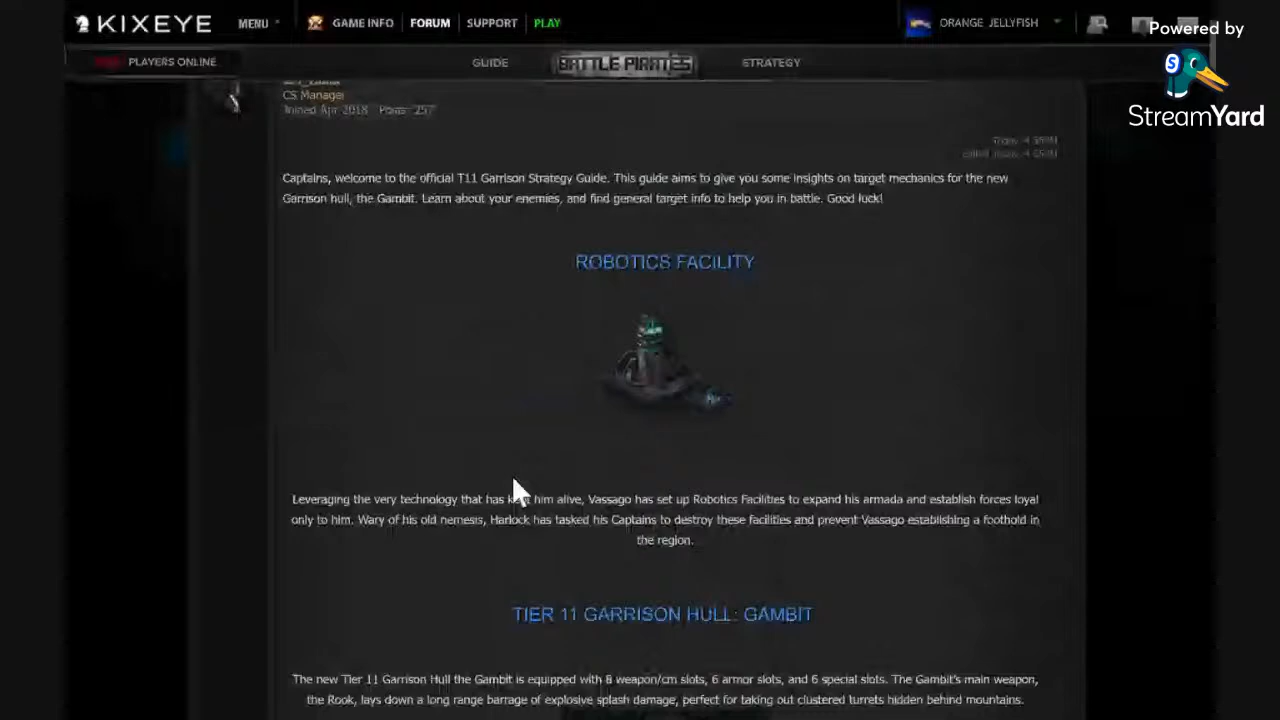 KIXEYE MENU GAME INFO FORUM SUPPORT PLAY ORANGE JELLYFISH
Powered by
StreamYard
PLAYERS ONLINE GUIDE BATTLE PIRATES STRATEGY
CS Manager
Joined Apr 2018 Posts: 257
Captains, welcome to the official T11 Garrison Strategy Guide. This guide aims to give you some insights on target mechanics for the new
Garrison hull, the Gambit. Learn about your enemies, and find general target info to help you in battle. Good luck!
ROBOTICS FACILITY
Leveraging the very technology that has kept him alive, Vassago has set up Robotics Facilities to expand his armada and establish forces loyal
only to him. Wary of his old nemesis, Harlock has tasked his Captains to destroy these facilities and prevent Vassago establishing a foothold in
the region.
TIER 11 GARRISON HULL: GAMBIT
The new Tier 11 Garrison Hull the Gambit is equipped with 8 weapon/cm slots, 6 armor slots, and 6 special slots. The Gambit's main weapon,
the Rook, lays down a long range barrage of explosive splash damage, perfect for taking out clustered turrets hidden behind mountains.